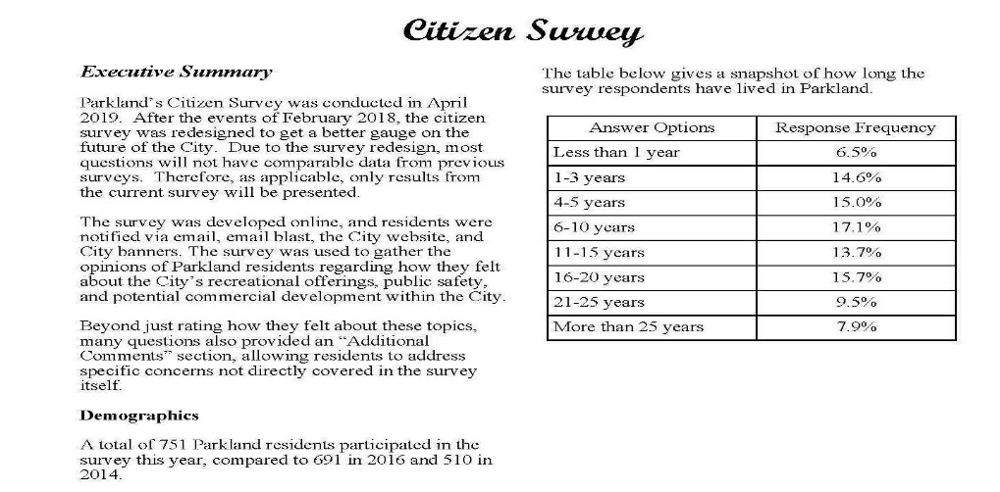 Citizen Survey
Executive Summary
Parkland's Citizen Survey was conducted in April
2019. After the events of February 2018, the citizen
survey was redesigned to get a better gauge on the
future of the City. Due to the survey redesign, most
questions will not have comparable data from previous
surveys. Therefore, as applicable, only results from
the current survey will be presented.
The survey was developed online, and residents were
notified via email, email blast, the City website, and
City banners. The survey was used to gather the
opinions of Parkland residents regarding how they felt
about the City's recreational offerings, public safety,
and potential commercial development within the City.
Beyond just rating how they felt about these topics,
many questions also provided an "Additional
Comments" section, allowing residents to address
specific concerns not directly covered in the survey
itself.
Demographics
A total of 751 Parkland residents participated in the
survey this year, compared to 691 in 2016 and 510 in
2014.
The table below gives a snapshot of how long the
survey respondents have lived in Parkland.
Answer Options Response Frequency
Less than 1 year 6.5%
1-3 years 14.6%
4-5 years 15.0%
6-10 years 17.1%
11-15 years 13.7%
16-20 years 15.7%
21-25 years 9.5%
More than 25 years 7.9%